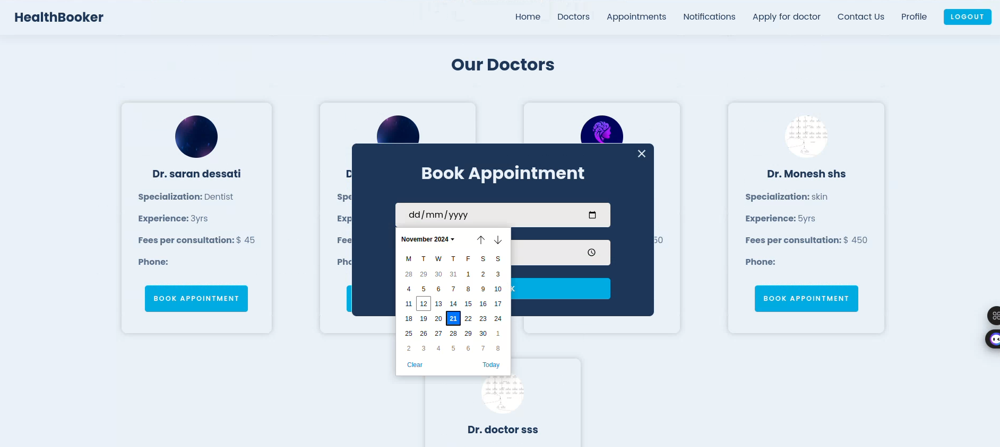 HealthBooker
Home Doctors Appointments Notifications Apply for doctor Contact Us Profile LOGOUT
Our Doctors
Dr. saran dessati
Specialization: Dentist
Experience: 3yrs
Fees per consultation: $ 45
Phone:
BOOK APPOINTMENT
Book Appointment
dd/mm/yyyy
November 2024
M T W T F S S
28 29 30 31 1 2 3
4 5 6 7 8 9 10
11 12 13 14 15 16 17
18 19 20 21 22 23 24
25 26 27 28 29 30 1
2 3 4 5 6 7 8
Clear Today
Dr. Monesh shs
Specialization: skin
Experience: 5yrs
Fees per consultation: $ 450
Phone:
BOOK APPOINTMENT
Dr. doctor sss